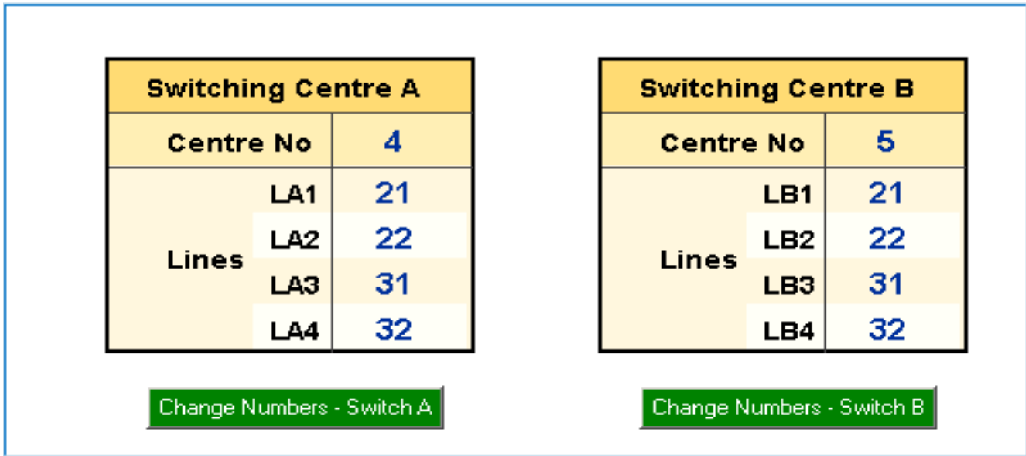 Switching Centre A
Centre No 4
Lines
LA1 21
LA2 22
LA3 31
LA4 32
Change Numbers - Switch A
Switching Centre B
Centre No 5
Lines
LB1 21
LB2 22
LB3 31
LB4 32
Change Numbers - Switch B